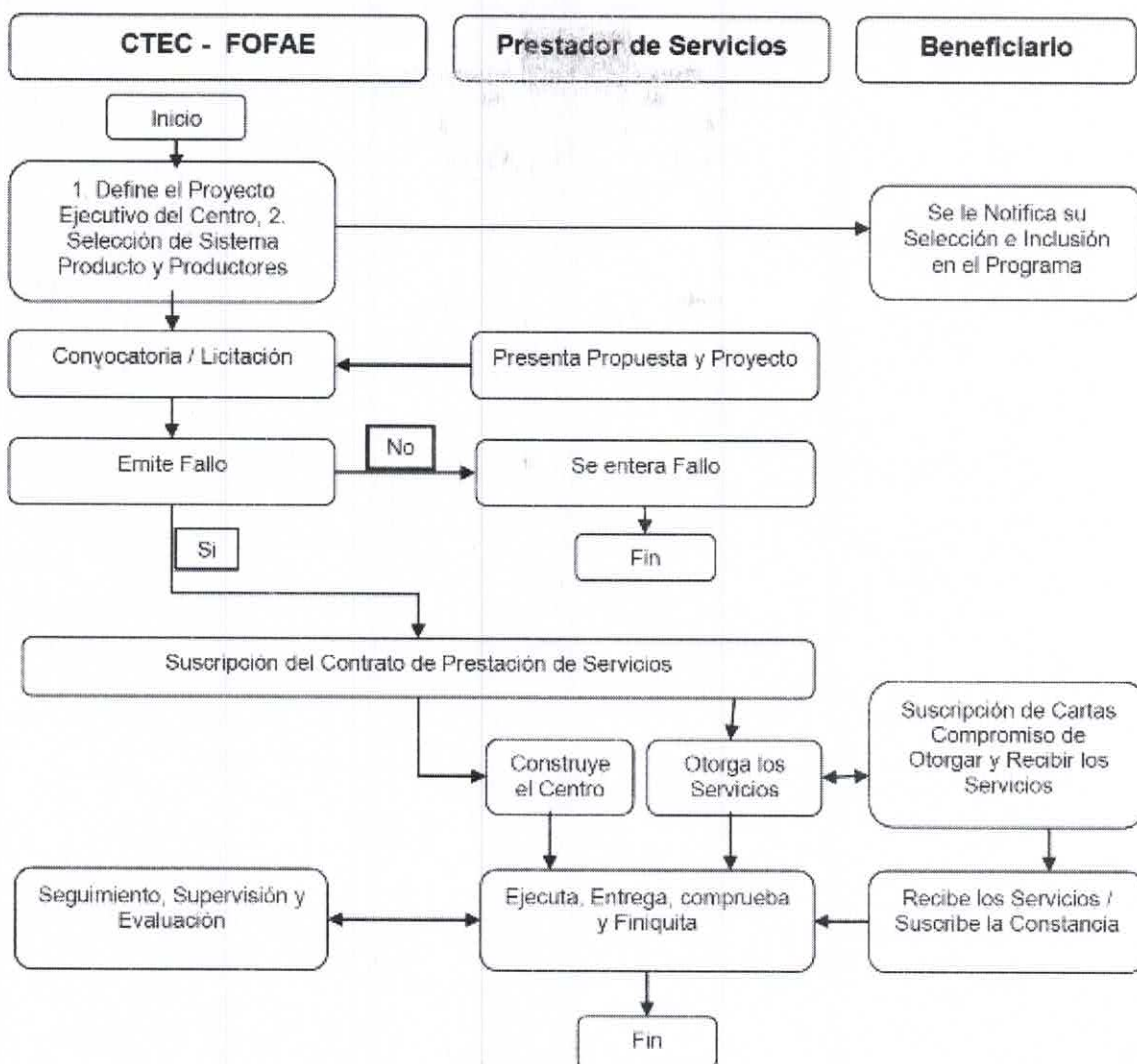 CTEC - FOFAE
Prestador de Servicios
Beneficiario
Inicio
1. Define el Proyecto
Ejecutivo del Centro, 2.
Selección de Sistema
Producto y Productores
Se le Notifica su
Selección e Inclusión
en el Programa
Convocatoria / Licitación
Presenta Propuesta y Proyecto
Emite Fallo
No
Se entera Fallo
Si
Fin
Suscripción del Contrato de Prestación de Servicios
Construye
el Centro
Otorga los
Servicios
Suscripción de Cartas
Compromiso de
Otorgar y Recibir los
Servicios
Seguimiento, Supervisión y
Evaluación
Ejecuta, Entrega, comprueba
y Finiquita
Recibe los Servicios /
Suscribe la Constancia
Fin